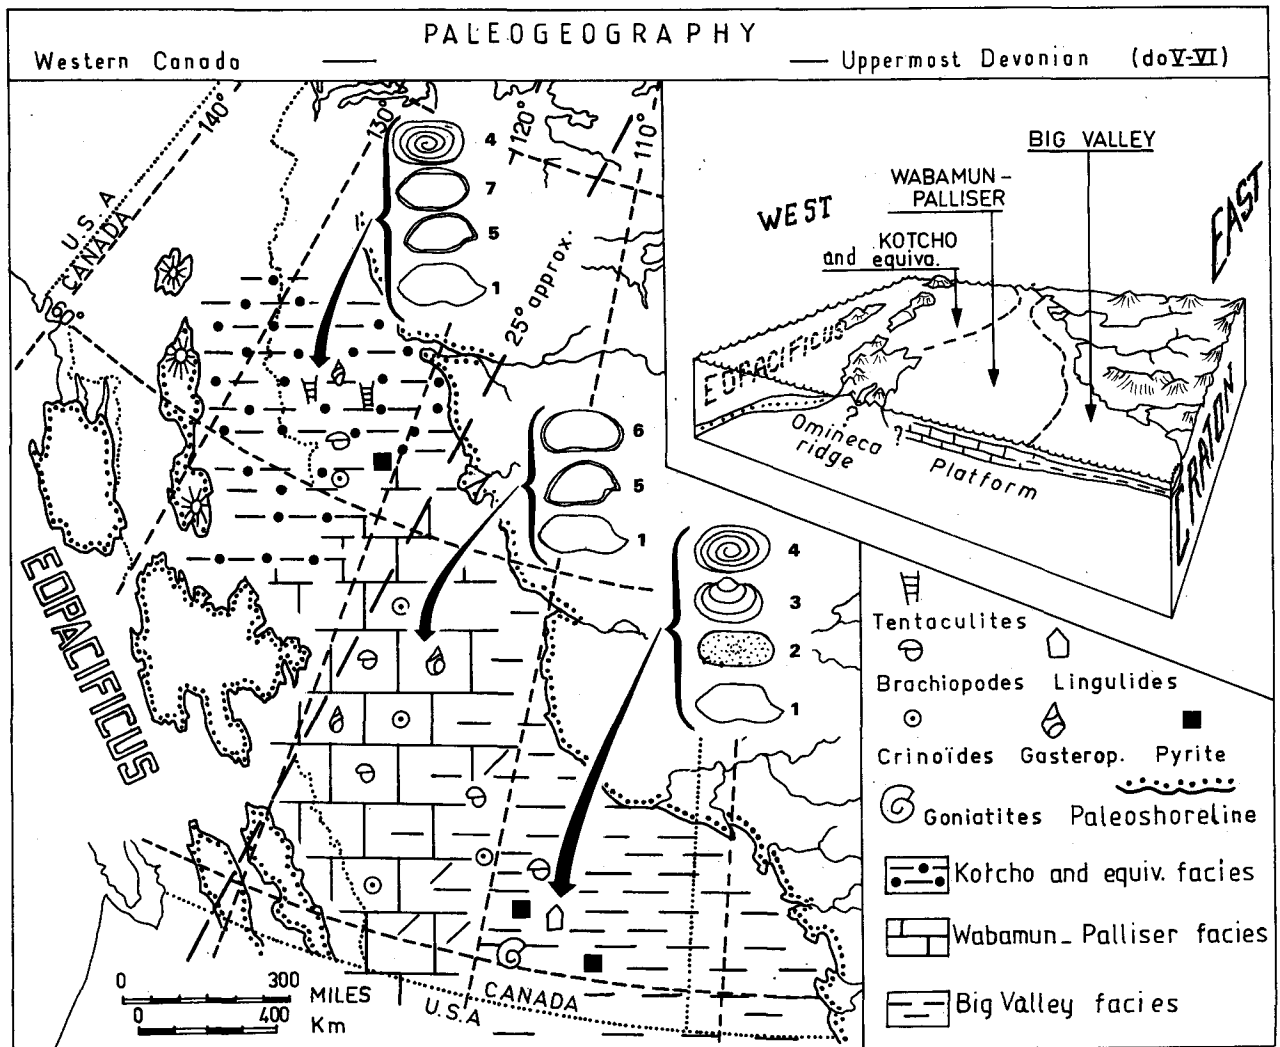 PALEOGEOGRAPHY
Western Canada — — Uppermost Devonian (doV-VI)
140°
130°
120°
110°
U.S.A
CANADA
160°
25° approx.
4
7
5
1
6
5
1
4
3
2
1
EOPACIFICUS
CANADA
U.S.A
0 300 MILES
0 400 Km
BIG VALLEY
WABAMUN-
PALLISER
KOTCHO
and equiva.
WEST
EAST
EOPACIFICUS
CRATON
?
?
Omineca
ridge
Platform
Tentaculites
Brachiopodes Lingulides
Crinoïdes Gasterop. Pyrite
Goniatites Paleoshoreline
Kotcho and equiv. facies
Wabamun_ Palliser facies
Big Valley facies